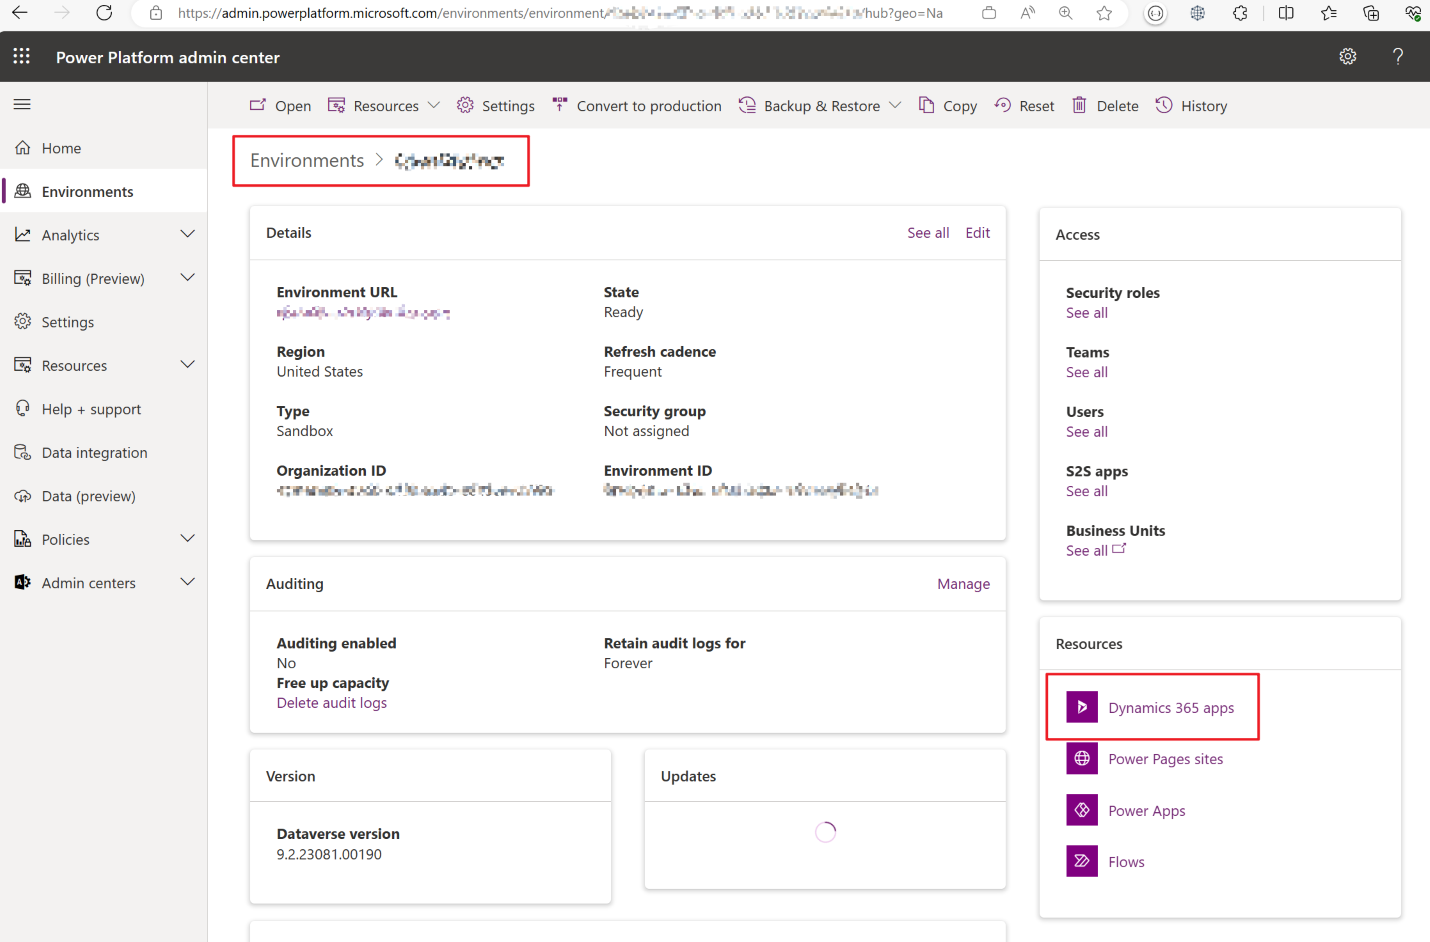 https://admin.powerplatform.microsoft.com/environments/environment/
/hub?geo=Na
Power Platform admin center
?
Open
Resources
Settings
Convert to production
Backup & Restore
Copy
Reset
Delete
History
Home
Environments
Analytics
Billing (Preview)
Settings
Resources
Help + support
Data integration
Data (preview)
Policies
Admin centers
Environments >
Details
See all
Edit
Environment URL
State
Ready
Region
United States
Refresh cadence
Frequent
Type
Sandbox
Security group
Not assigned
Organization ID
Environment ID
Auditing
Manage
Auditing enabled
No
Retain audit logs for
Forever
Free up capacity
Delete audit logs
Version
Dataverse version
9.2.23081.00190
Updates
Access
Security roles
See all
Teams
See all
Users
See all
S2S apps
See all
Business Units
See all
Resources
Dynamics 365 apps
Power Pages sites
Power Apps
Flows